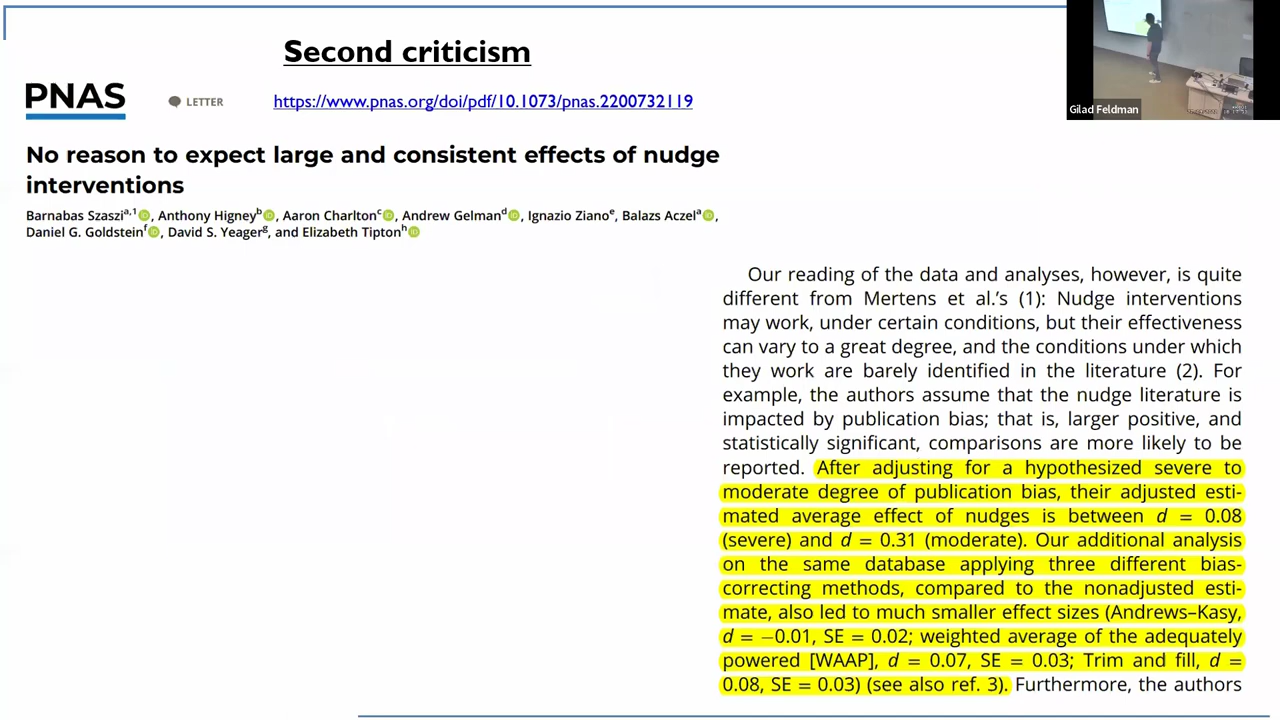 Second criticism
PNAS
LETTER
https://www.pnas.org/doi/pdf/10.1073/pnas.2200732119
No reason to expect large and consistent effects of nudge
interventions
Barnabas Szaszi a,1, Anthony Higney b, Aaron Charlton c, Andrew Gelman d, Ignazio Ziano e, Balazs Aczel a,
Daniel G. Goldstein f, David S. Yeager g, and Elizabeth Tipton h
Gilad Feldman
Our reading of the data and analyses, however, is quite
different from Mertens et al.’s (1): Nudge interventions
may work, under certain conditions, but their effectiveness
can vary to a great degree, and the conditions under which
they work are barely identified in the literature (2). For
example, the authors assume that the nudge literature is
impacted by publication bias; that is, larger positive, and
statistically significant, comparisons are more likely to be
reported. After adjusting for a hypothesized severe to
moderate degree of publication bias, their adjusted esti-
mated average effect of nudges is between d = 0.08
(severe) and d = 0.31 (moderate). Our additional analysis
on the same database applying three different bias-
correcting methods, compared to the nonadjusted esti-
mate, also led to much smaller effect sizes (Andrews–Kasy,
d = −0.01, SE = 0.02; weighted average of the adequately
powered [WAAP], d = 0.07, SE = 0.03; Trim and fill, d =
0.08, SE = 0.03) (see also ref. 3). Furthermore, the authors